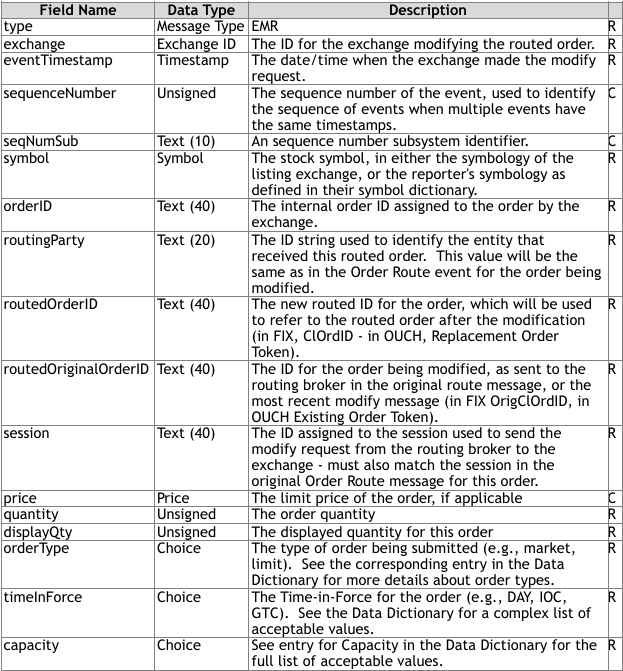 Field Name Data Type Description
type Message Type EMR R
exchange Exchange ID The ID for the exchange modifying the routed order. R
eventTimestamp Timestamp The date/time when the exchange made the modify R
request.
sequenceNumber Unsigned The sequence number of the event, used to identify C
the sequence of events when multiple events have
the same timestamps.
seqNumSub Text (10) An sequence number subsystem identifier. C
symbol Symbol The stock symbol, in either the symbology of the R
listing exchange, or the reporter's symbology as
defined in their symbol dictionary.
orderID Text (40) The internal order ID assigned to the order by the R
exchange.
routingParty Text (20) The ID string used to identify the entity that R
received this routed order. This value will be the
same as in the Order Route event for the order being
modified.
routedOrderID Text (40) The new routed ID for the order, which will be used R
to refer to the routed order after the modification
(in FIX, ClOrdID - in OUCH, Replacement Order
Token).
routedOriginalOrderID Text (40) The ID for the order being modified, as sent to the R
routing broker in the original route message, or the
most recent modify message (in FIX OrigClOrdID, in
OUCH Existing Order Token).
session Text (40) The ID assigned to the session used to send the R
modify request from the routing broker to the
exchange - must also match the session in the
original Order Route message for this order.
price Price The limit price of the order, if applicable C
quantity Unsigned The order quantity R
displayQty Unsigned The displayed quantity for this order R
orderType Choice The type of order being submitted (e.g., market, R
limit). See the corresponding entry in the Data
Dictionary for more details about order types.
timeInForce Choice The Time-in-Force for the order (e.g., DAY, IOC, R
GTC). See the Data Dictionary for a complex list of
acceptable values.
capacity Choice See entry for Capacity in the Data Dictionary for the R
full list of acceptable values.